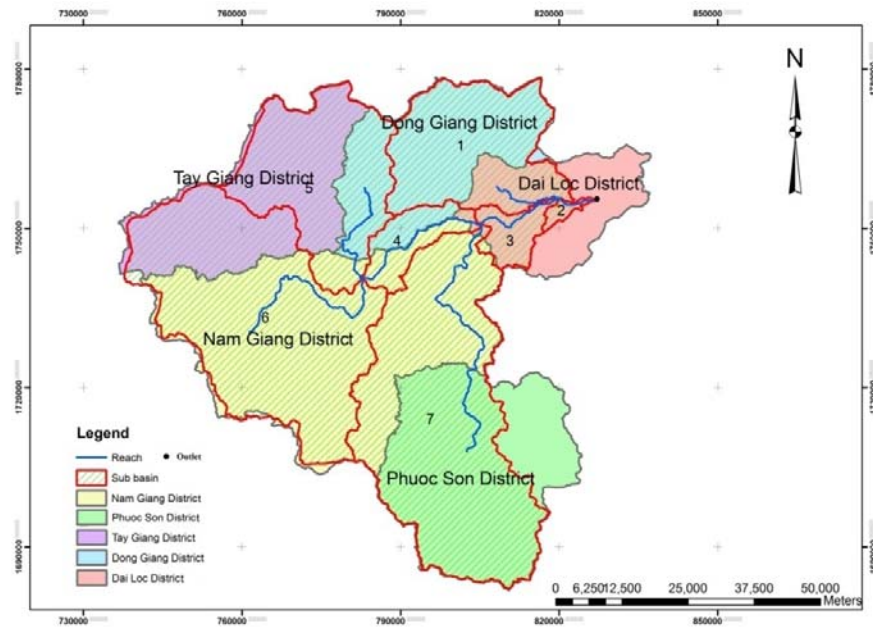 730000 760000 790000 820000 850000
N
1780000 1780000
Dong Giang District
1
Tay Giang District
5
Dai Loc District
2
1750000 1750000
4
3
6
Nam Giang District
1720000 1720000
7
Phuoc Son District
Legend
Reach
Outlet
Sub basin
Nam Giang District
Phuoc Son District
Tay Giang District
Dong Giang District
Dai Loc District
1690000 1690000
0 6,250 12,500 25,000 37,500 50,000
Meters
730000 760000 790000 820000 850000